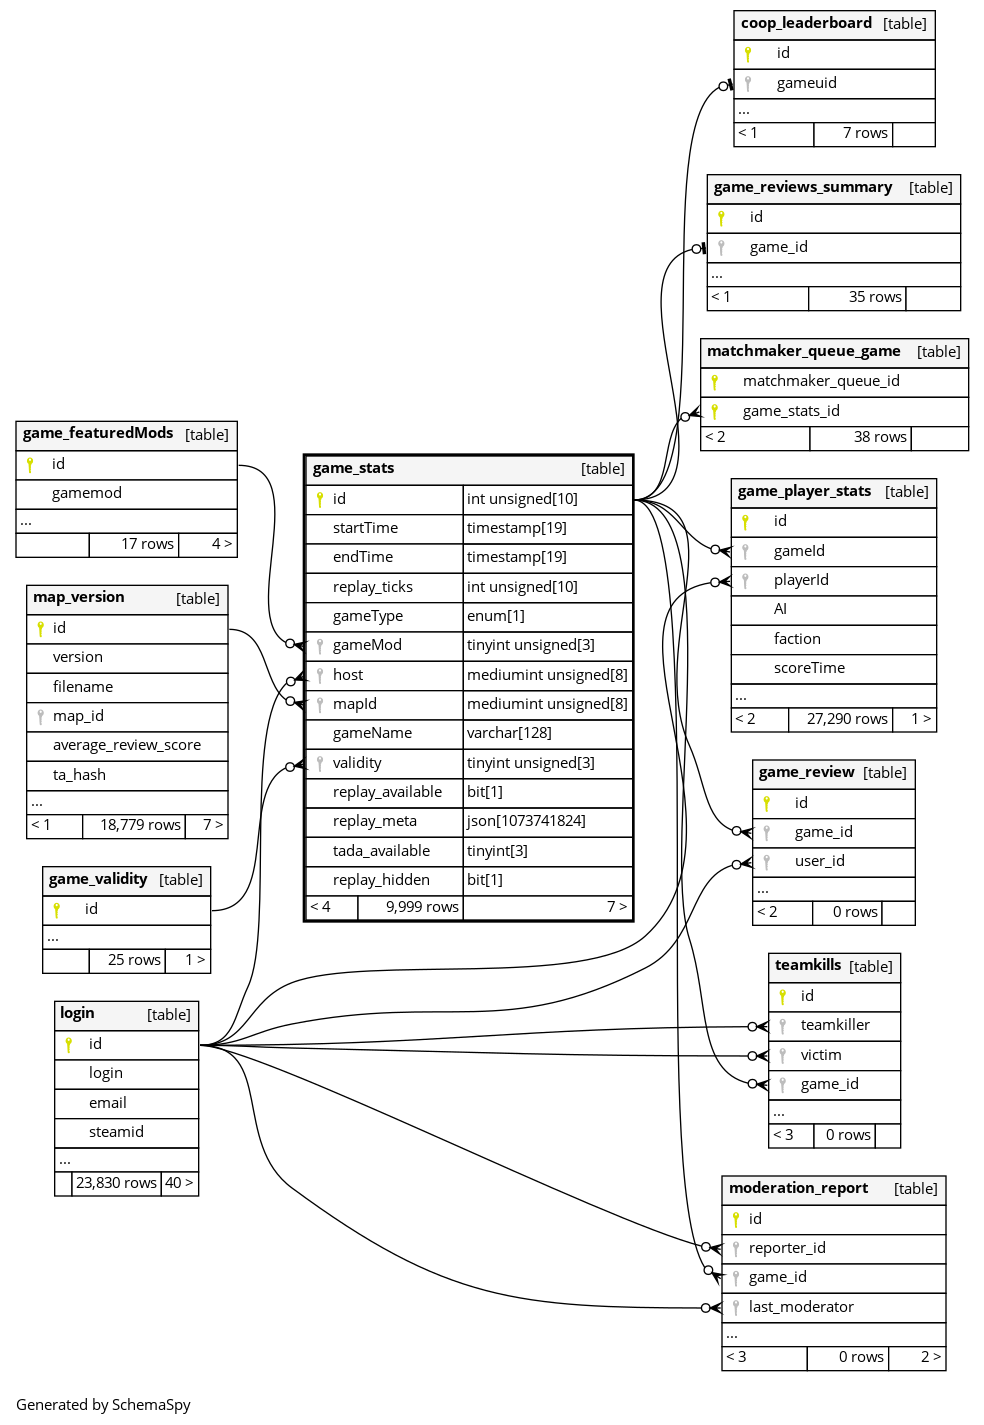 coop_leaderboard [table]
id
gameuid
...
< 1 7 rows
game_reviews_summary [table]
id
game_id
...
< 1 35 rows
matchmaker_queue_game [table]
matchmaker_queue_id
game_stats_id
< 2 38 rows
game_featuredMods [table]
id
gamemod
...
17 rows 4 >
map_version [table]
id
version
filename
map_id
average_review_score
ta_hash
...
< 1 18,779 rows 7 >
game_validity [table]
id
...
25 rows 1 >
login [table]
id
login
email
steamid
...
23,830 rows 40 >
game_stats [table]
id int unsigned[10]
startTime timestamp[19]
endTime timestamp[19]
replay_ticks int unsigned[10]
gameType enum[1]
gameMod tinyint unsigned[3]
host mediumint unsigned[8]
mapId mediumint unsigned[8]
gameName varchar[128]
validity tinyint unsigned[3]
replay_available bit[1]
replay_meta json[1073741824]
tada_available tinyint[3]
replay_hidden bit[1]
< 4 9,999 rows 7 >
game_player_stats [table]
id
gameId
playerId
AI
faction
scoreTime
...
< 2 27,290 rows 1 >
game_review [table]
id
game_id
user_id
...
< 2 0 rows
teamkills [table]
id
teamkiller
victim
game_id
...
< 3 0 rows
moderation_report [table]
id
reporter_id
game_id
last_moderator
...
< 3 0 rows 2 >
Generated by SchemaSpy